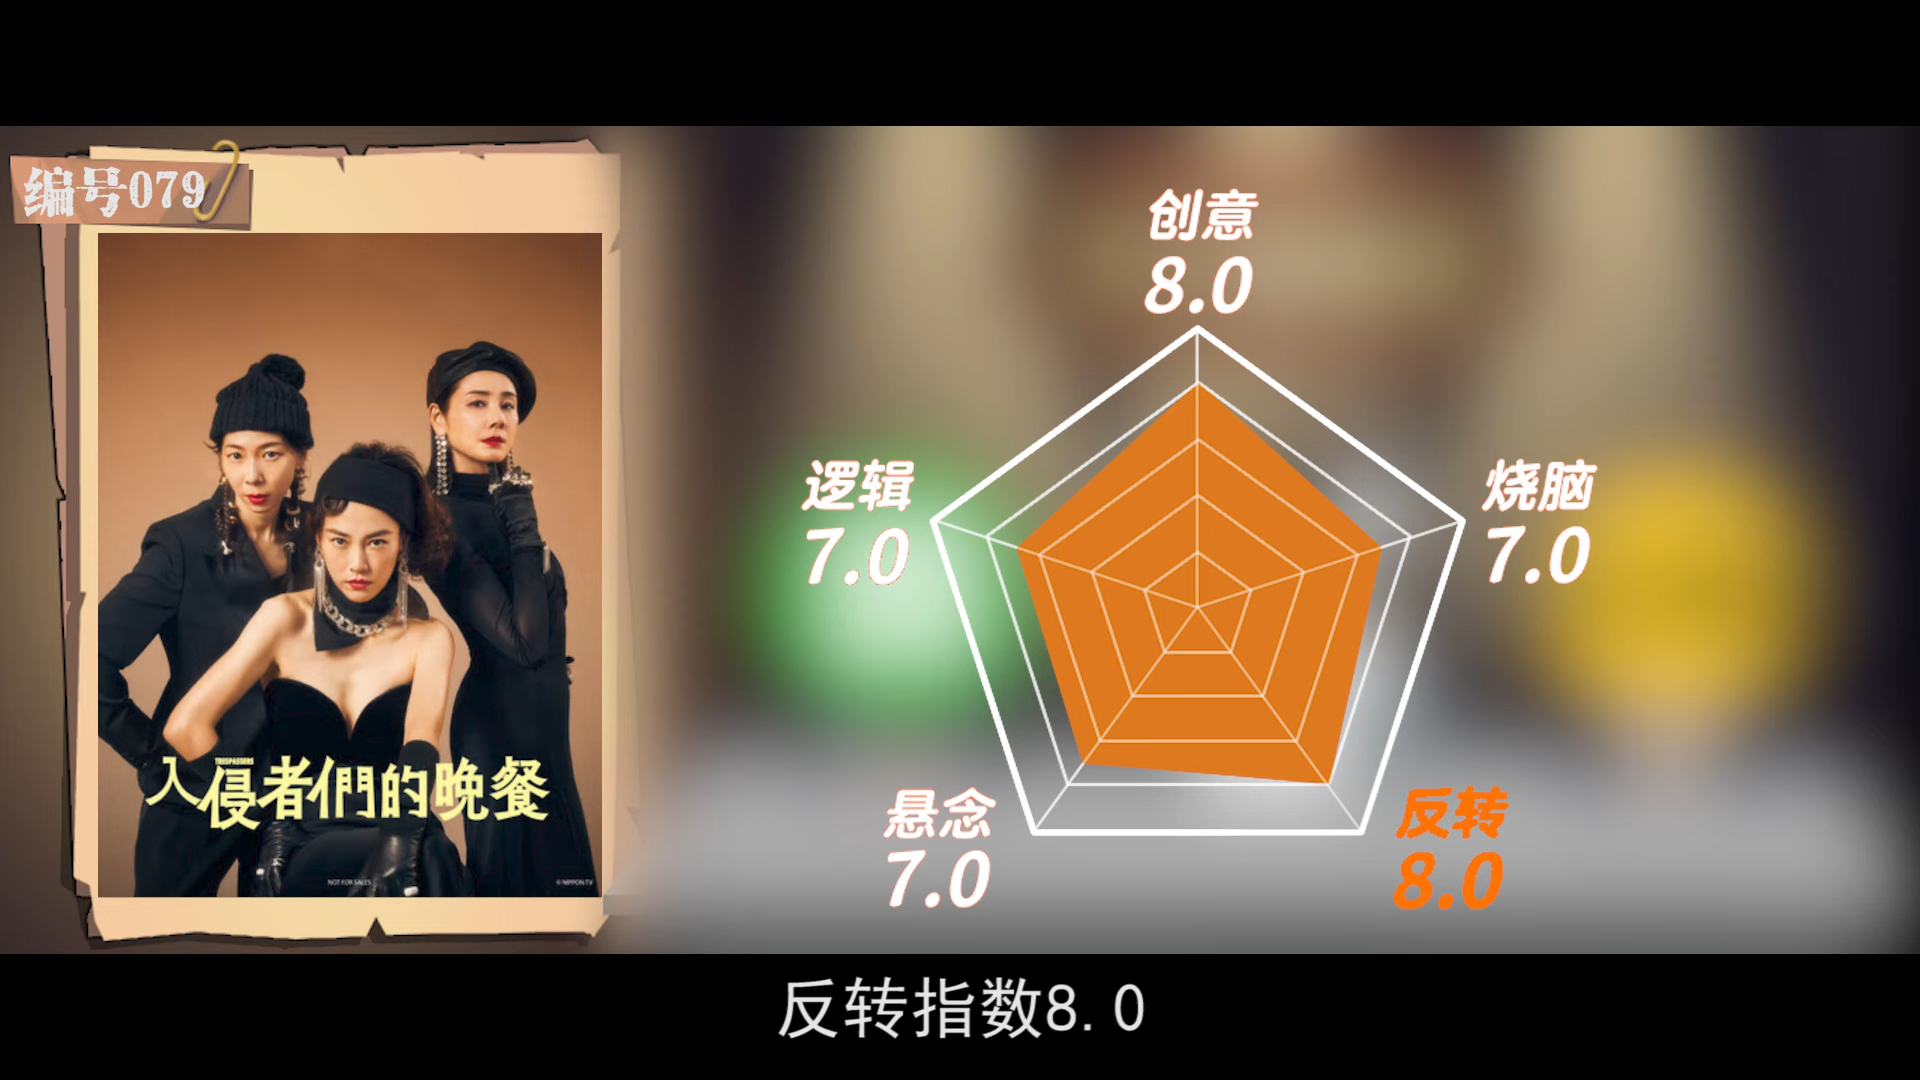 编号079
TRESPASSERS
入侵者們的晚餐
NOT FOR SALES
© NIPPON TV
创意
8.0
逻辑
7.0
烧脑
7.0
悬念
7.0
反转
8.0
反转指数8.0